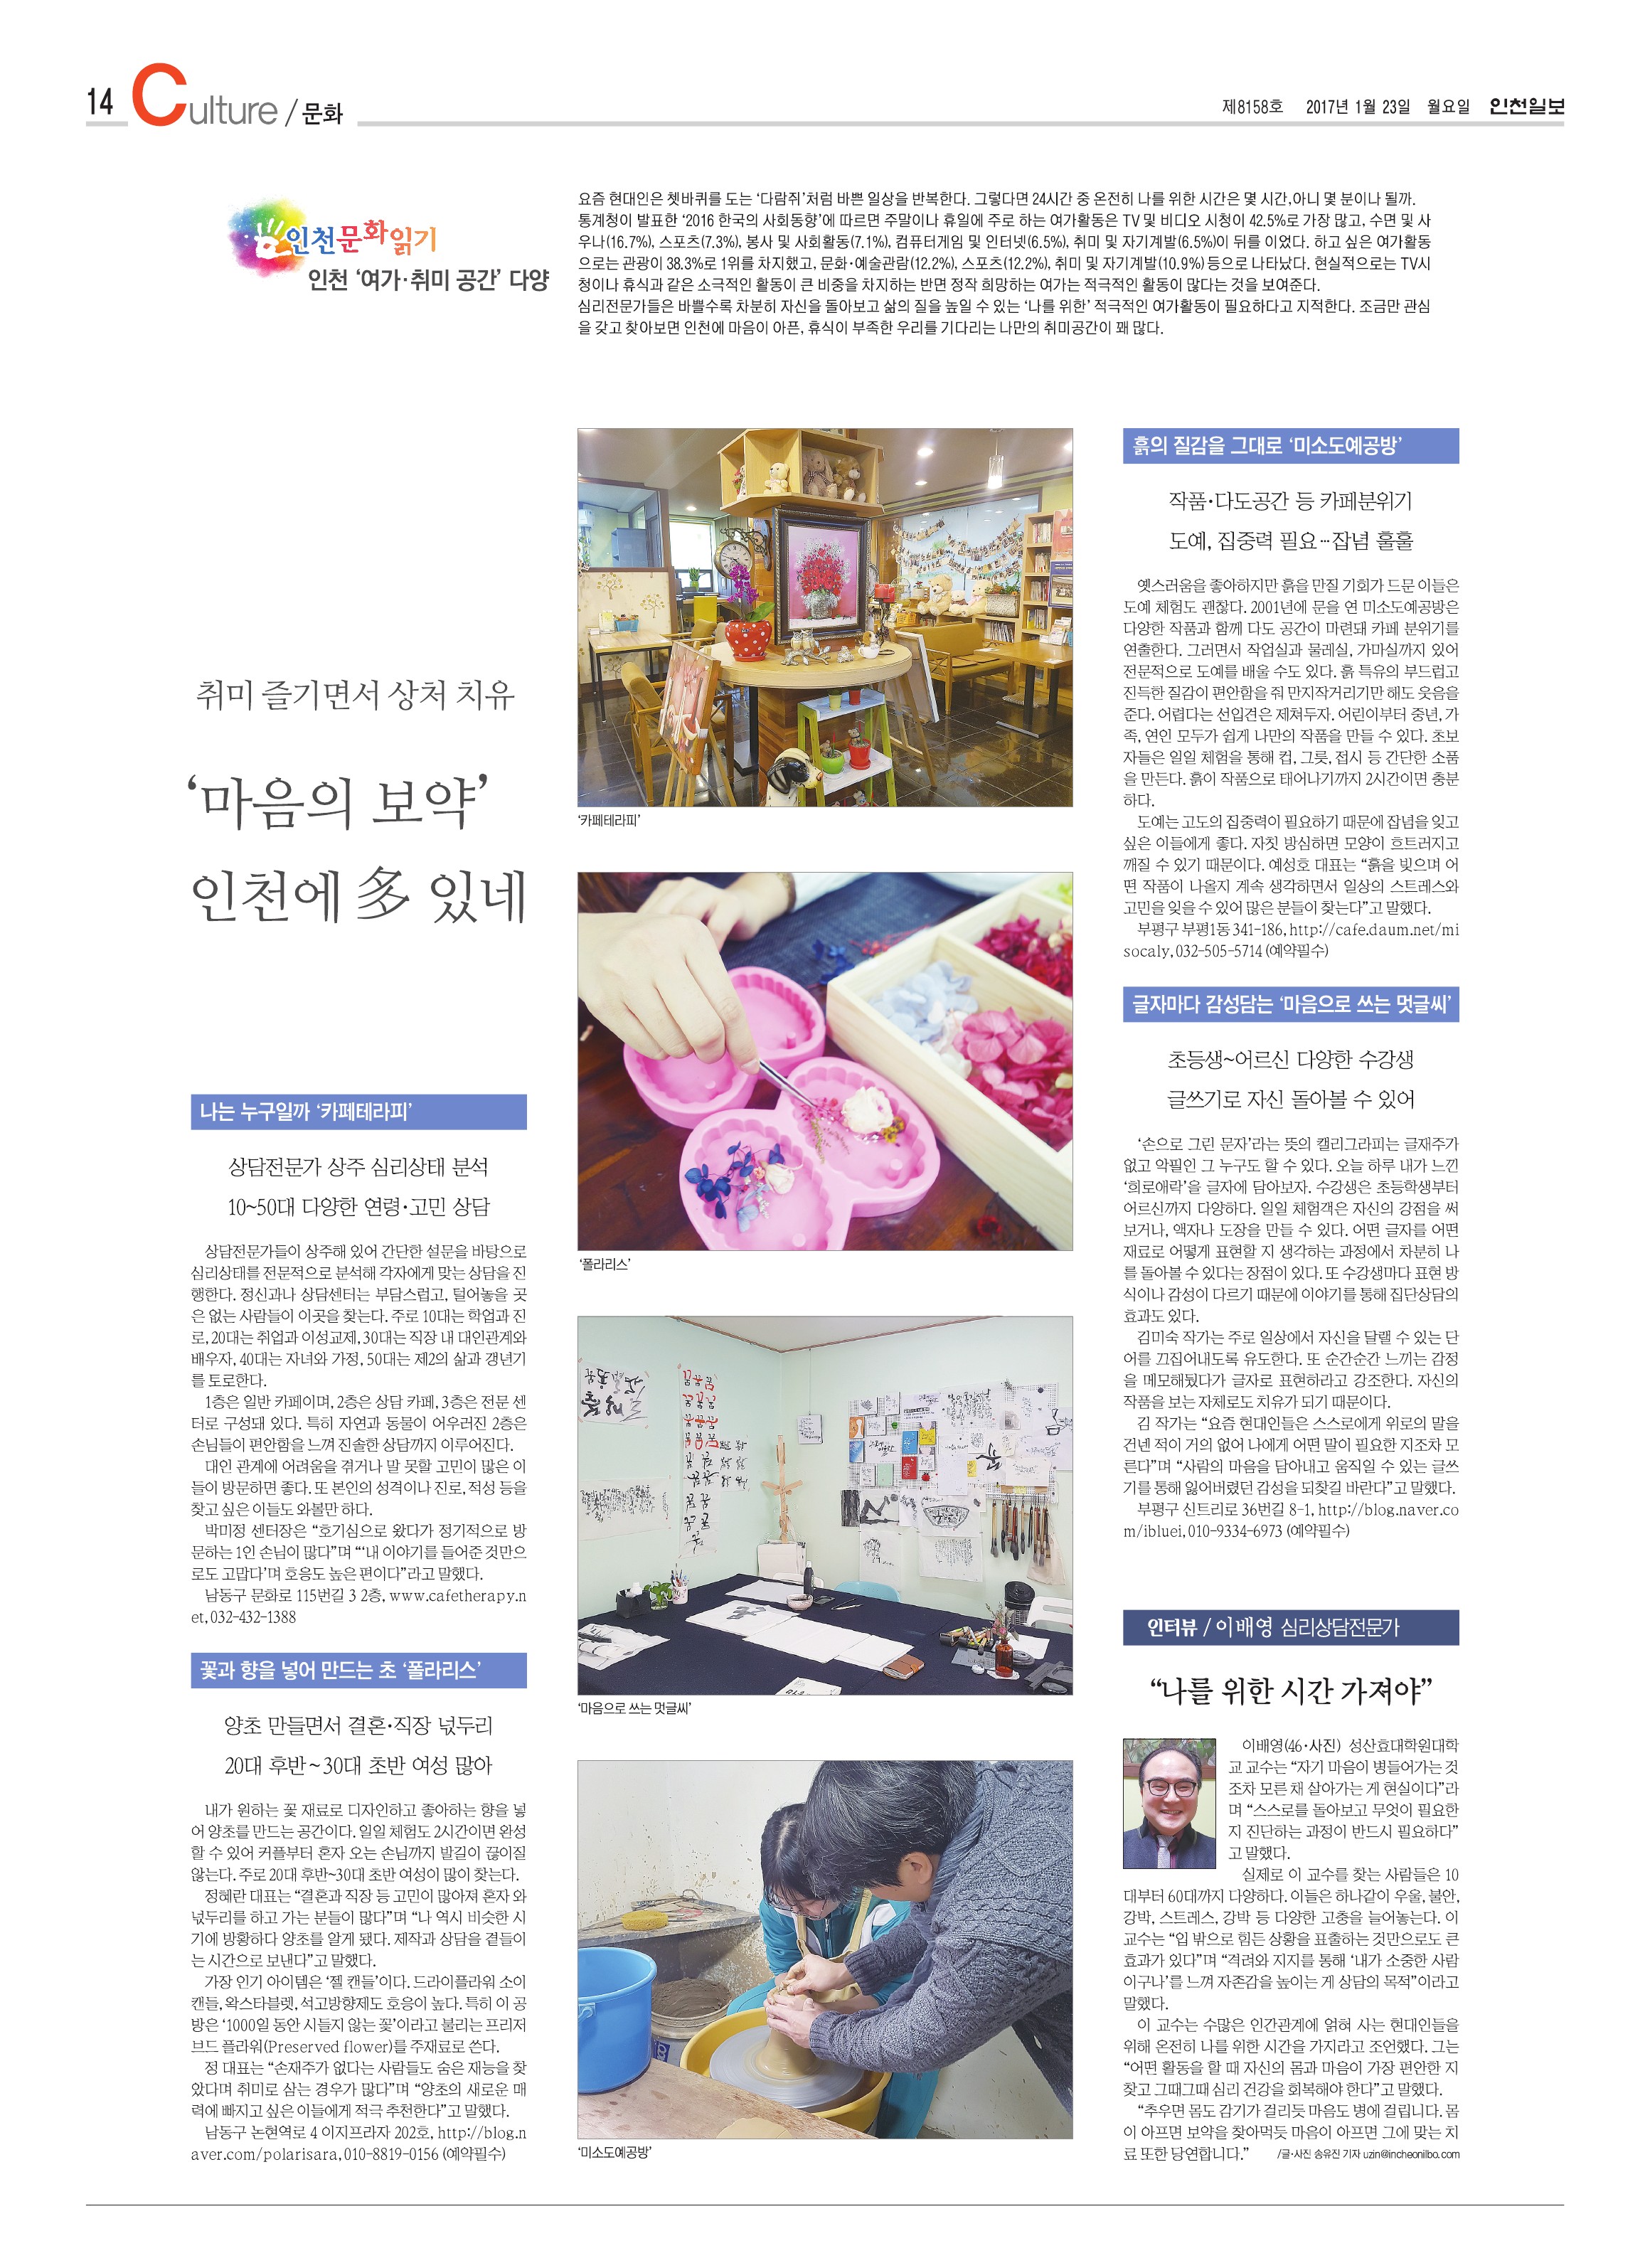 14 Culture / 문화
제8158호 2017년 1월 23일 월요일 인천일보
인천문화읽기
인천 ‘여가·취미 공간’ 다양
요즘 현대인은 쳇바퀴를 도는 ‘다람쥐’처럼 바쁜 일상을 반복한다. 그렇다면 24시간 중 온전히 나를 위한 시간은 몇 시간,아니 몇 분이나 될까.
통계청이 발표한 ‘2016 한국의 사회동향’에 따르면 주말이나 휴일에 주로 하는 여가활동은 TV 및 비디오 시청이 42.5%로 가장 많고, 수면 및 사
우나(16.7%), 스포츠(7.3%), 봉사 및 사회활동(7.1%), 컴퓨터게임 및 인터넷(6.5%), 취미 및 자기계발(6.5%)이 뒤를 이었다. 하고 싶은 여가활동
으로는 관광이 38.3%로 1위를 차지했고, 문화·예술관람(12.2%), 스포츠(12.2%), 취미 및 자기계발(10.9%) 등으로 나타났다. 현실적으로는 TV시
청이나 휴식과 같은 소극적인 활동이 큰 비중을 차지하는 반면 정작 희망하는 여가는 적극적인 활동이 많다는 것을 보여준다.
심리전문가들은 바쁠수록 차분히 자신을 돌아보고 삶의 질을 높일 수 있는 ‘나를 위한’ 적극적인 여가활동이 필요하다고 지적한다. 조금만 관심
을 갖고 찾아보면 인천에 마음이 아픈, 휴식이 부족한 우리를 기다리는 나만의 취미공간이 꽤 많다.
취미 즐기면서 상처 치유
‘마음의 보약’
인천에 多 있네
나는 누구일까 ‘카페테라피’
상담전문가 상주 심리상태 분석
10~50대 다양한 연령·고민 상담
상답전문가들이 상주해 있어 간단한 설문을 바탕으로
심리상태를 전문적으로 분석해 각자에게 맞는 상담을 진
행한다. 정신과나 상담센터는 부담스럽고, 털어놓을 곳
은 없는 사람들이 이곳을 찾는다. 주로 10대는 학업과 진
로, 20대는 취업과 이성교제, 30대는 직장 내 대인관계와
배우자, 40대는 자녀와 가정, 50대는 제2의 삶과 갱년기
를 토로한다.
1층은 일반 카페이며, 2층은 상담 카페, 3층은 전문 센
터로 구성돼 있다. 특히 자연과 동물이 어우러진 2층은
손님들이 편안함을 느껴 진솔한 상담까지 이루어진다.
대인 관계에 어려움을 겪거나 말 못할 고민이 많은 이
들이 방문하면 좋다. 또 본인의 성격이나 진로, 적성 등을
찾고 싶은 이들도 와볼만 하다.
박미정 센터장은 “호기심으로 왔다가 정기적으로 방
문하는 1인 손님이 많다”며 “‘내 이야기를 들어준 것만으
로도 고맙다’며 호응도 높은 편이다”라고 말했다.
남동구 문화로 115번길 3 2층, www.cafetherapy.n
et, 032-432-1388
꽃과 향을 넣어 만드는 초 ‘폴라리스’
양초 만들면서 결혼·직장 넋두리
20대 후반~30대 초반 여성 많아
내가 원하는 꽃 재료로 디자인하고 좋아하는 향을 넣
어 양초를 만드는 공간이다. 일일 체험도 2시간이면 완성
할 수 있어 커플부터 혼자 오는 손님까지 발길이 끊이질
않는다. 주로 20대 후반~30대 초반 여성이 많이 찾는다.
정혜란 대표는 “결혼과 직장 등 고민이 많아져 혼자 와
넋두리를 하고 가는 분들이 많다”며 “나 역시 비슷한 시
기에 방황하다 양초를 알게 됐다. 제작과 상담을 곁들이
는 시간으로 보낸다”고 말했다.
가장 인기 아이템은 ‘젤 캔들’이다. 드라이플라워 소이
캔들, 왁스타블렛, 석고방향제도 호응이 높다. 특히 이 공
방은 ‘1000일 동안 시들지 않는 꽃’이라고 불리는 프리저
브드 플라워(Preserved flower)를 주재료로 쓴다.
정 대표는 “손재주가 없다는 사람들도 숨은 재능을 찾
았다며 취미로 삼는 경우가 많다”며 “양초의 새로운 매
력에 빠지고 싶은 이들에게 적극 추천한다”고 말했다.
남동구 논현역로 4 이지프라자 202호, http://blog.n
aver.com/polarisara, 010-8819-0156 (예약필수)
‘카페테라피’
‘폴라리스’
‘마음으로 쓰는 멋글씨’
‘미소도예공방’
흙의 질감을 그대로 ‘미소도예공방’
작품·다도공간 등 카페분위기
도예, 집중력 필요…잡념 훌훌
옛스러움을 좋아하지만 흙을 만질 기회가 드문 이들은
도예 체험도 괜찮다. 2001년에 문을 연 미소도예공방은
다양한 작품과 함께 다도 공간이 마련돼 카페 분위기를
연출한다. 그러면서 작업실과 물레실, 가마실까지 있어
전문적으로 도예를 배울 수도 있다. 흙 특유의 부드럽고
진득한 질감이 편안함을 줘 만지작거리기만 해도 웃음을
준다. 어렵다는 선입견은 제쳐두자. 어린이부터 중년, 가
족, 연인 모두가 쉽게 나만의 작품을 만들 수 있다. 초보
자들은 일일 체험을 통해 컵, 그릇, 접시 등 간단한 소품
을 만든다. 흙이 작품으로 태어나기까지 2시간이면 충분
하다.
도예는 고도의 집중력이 필요하기 때문에 잡념을 잊고
싶은 이들에게 좋다. 자칫 방심하면 모양이 흐트러지고
깨질 수 있기 때문이다. 예성호 대표는 “흙을 빚으며 어
떤 작품이 나올지 계속 생각하면서 일상의 스트레스와
고민을 잊을 수 있어 많은 분들이 찾는다”고 말했다.
부평구 부평1동 341-186, http://cafe.daum.net/mi
socaly, 032-505-5714 (예약필수)
글자마다 감성담는 ‘마음으로 쓰는 멋글씨’
초등생~어르신 다양한 수강생
글쓰기로 자신 돌아볼 수 있어
‘손으로 그린 문자’라는 뜻의 캘리그라피는 글재주가
없고 악필인 그 누구도 할 수 있다. 오늘 하루 내가 느낀
‘희로애락’을 글자에 담아보자. 수강생은 초등학생부터
어르신까지 다양하다. 일일 체험객은 자신의 강점을 써
보거나, 액자나 도장을 만들 수 있다. 어떤 글자를 어떤
재료로 어떻게 표현할 지 생각하는 과정에서 차분히 나
를 돌아볼 수 있다는 장점이 있다. 또 수강생마다 표현 방
식이나 감성이 다르기 때문에 이야기를 통해 집단상담의
효과도 있다.
김미숙 작가는 주로 일상에서 자신을 달랠 수 있는 단
어를 끄집어내도록 유도한다. 또 순간순간 느끼는 감정
을 메모해뒀다가 글자로 표현하라고 강조한다. 자신의
작품을 보는 자체로도 치유가 되기 때문이다.
김 작가는 “요즘 현대인들은 스스로에게 위로의 말을
건넨 적이 거의 없어 나에게 어떤 말이 필요한 지조차 모
른다”며 “사람의 마음을 담아내고 움직일 수 있는 글쓰
기를 통해 잃어버렸던 감성을 되찾길 바란다”고 말했다.
부평구 신트리로 36번길 8-1, http://blog.naver.co
m/ibluei, 010-9334-6973 (예약필수)
인터뷰 / 이배영 심리상담전문가
“나를 위한 시간 가져야”
이배영(46·사진) 성산효대학원대학
교 교수는 “자기 마음이 병들어가는 것
조차 모른 채 살아가는 게 현실이다”라
며 “스스로를 돌아보고 무엇이 필요한
지 진단하는 과정이 반드시 필요하다”
고 말했다.
실제로 이 교수를 찾는 사람들은 10
대부터 60대까지 다양하다. 이들은 하나같이 우울, 불안,
강박, 스트레스, 강박 등 다양한 고충을 늘어놓는다. 이
교수는 “입 밖으로 힘든 상황을 표출하는 것만으로도 큰
효과가 있다”며 “격려와 지지를 통해 ‘내가 소중한 사람
이구나’를 느껴 자존감을 높이는 게 상담의 목적”이라고
말했다.
이 교수는 수많은 인간관계에 얽혀 사는 현대인들을
위해 온전히 나를 위한 시간을 가지라고 조언했다. 그는
“어떤 활동을 할 때 자신의 몸과 마음이 가장 편안한 지
찾고 그때그때 심리 건강을 회복해야 한다”고 말했다.
“추우면 몸도 감기가 걸리듯 마음도 병에 걸립니다. 몸
이 아프면 보약을 찾아먹듯 마음이 아프면 그에 맞는 치
료 또한 당연합니다.” /글·사진 송유진 기자 uzin@incheonilbo.com